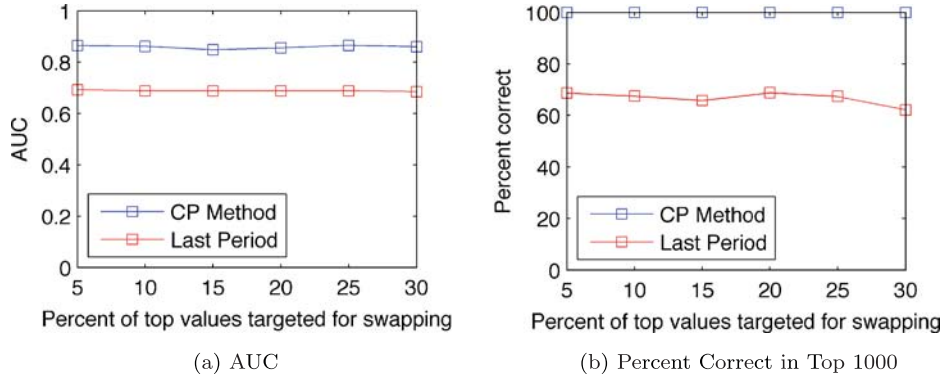 1
0.8
0.6
0.4
0.2
0
AUC
CP Method
Last Period
5 10 15 20 25 30
Percent of top values targeted for swapping
(a) AUC
100
80
60
40
20
0
Percent correct
CP Method
Last Period
5 10 15 20 25 30
Percent of top values targeted for swapping
(b) Percent Correct in Top 1000